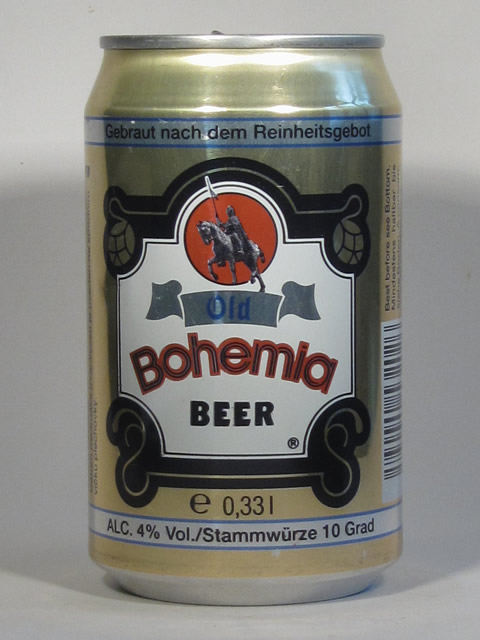 Gebraut nach dem Reinheitsgebot
Old
Bohemia
BEER
®
e 0,33 l
ALC. 4% Vol./Stammwürze 10 Grad
Best before see Bottom.
Mindestens haltbar bis